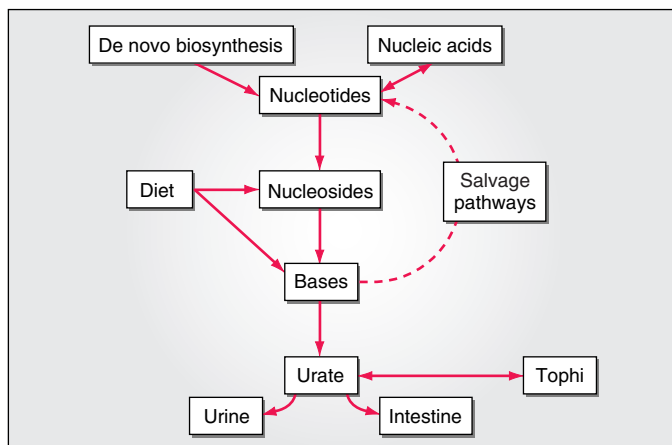 De novo biosynthesis
Nucleic acids
Nucleotides
Diet
Nucleosides
Salvage
pathways
Bases
Urate
Tophi
Urine
Intestine